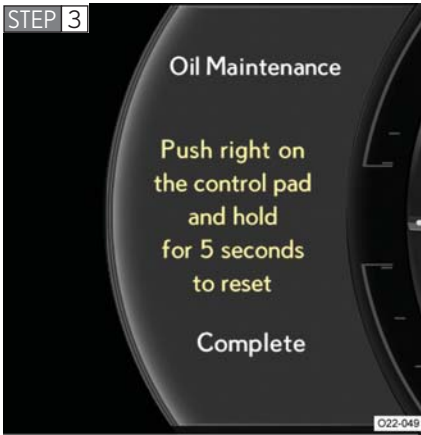 STEP 3
Oil Maintenance
Push right on
the control pad
and hold
for 5 seconds
to reset
Complete
O22-049